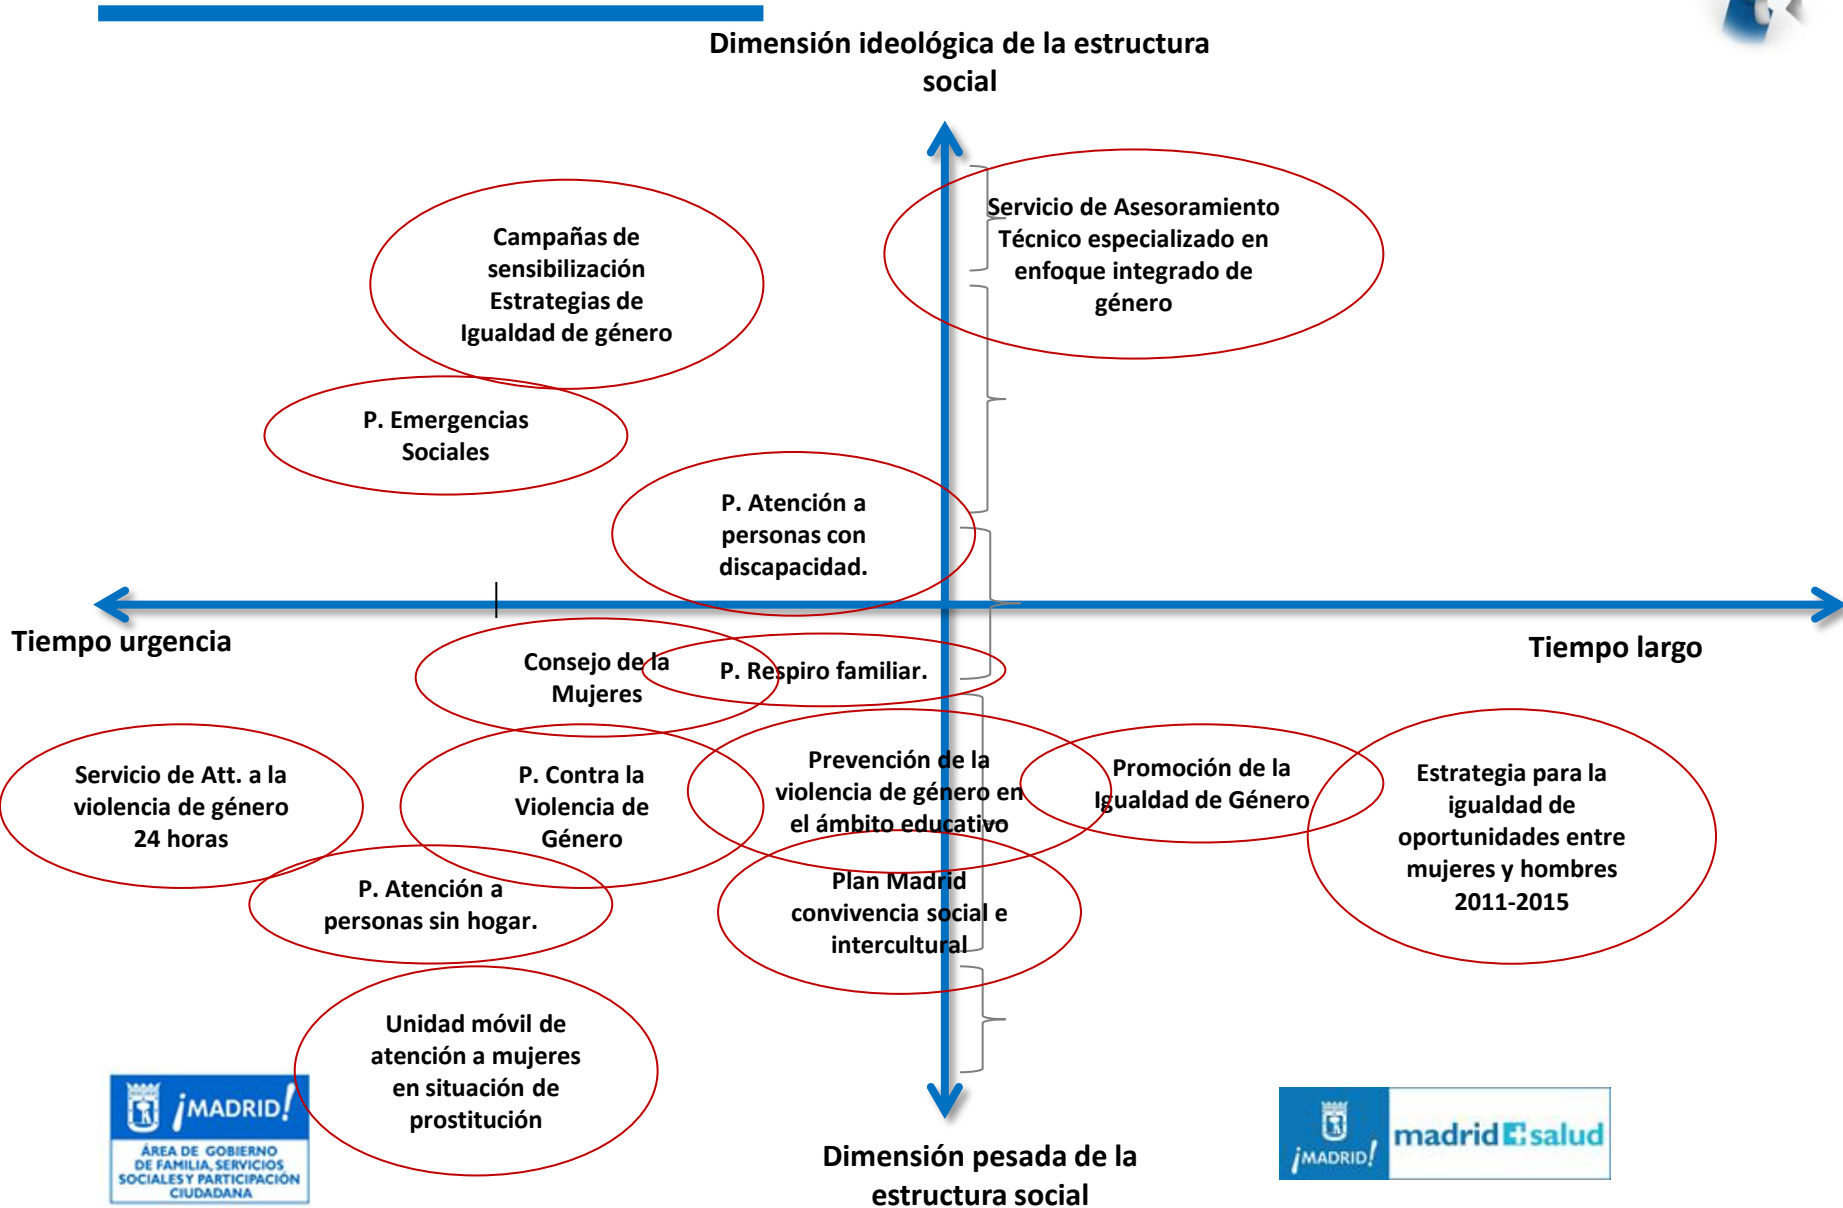 Dimensión ideológica de la estructura
social
Servicio de Asesoramiento
Técnico especializado en
enfoque integrado de
género
Campañas de
sensibilización
Estrategias de
Igualdad de género
P. Emergencias
Sociales
P. Atención a
personas con
discapacidad.
Tiempo urgencia
Tiempo largo
Consejo de la
Mujeres
P. Respiro familiar.
Servicio de Att. a la
violencia de género
24 horas
P. Contra la
Violencia de
Género
Prevención de la
violencia de género en
el ámbito educativo
Promoción de la
Igualdad de Género
Estrategia para la
igualdad de
oportunidades entre
mujeres y hombres
2011-2015
P. Atención a
personas sin hogar.
Plan Madrid
convivencia social e
intercultural
Unidad móvil de
atención a mujeres
en situación de
prostitución
¡MADRID!
ÁREA DE GOBIERNO
DE FAMILIA, SERVICIOS
SOCIALES Y PARTICIPACIÓN
CIUDADANA
Dimensión pesada de la
estructura social
¡MADRID!
madrid salud